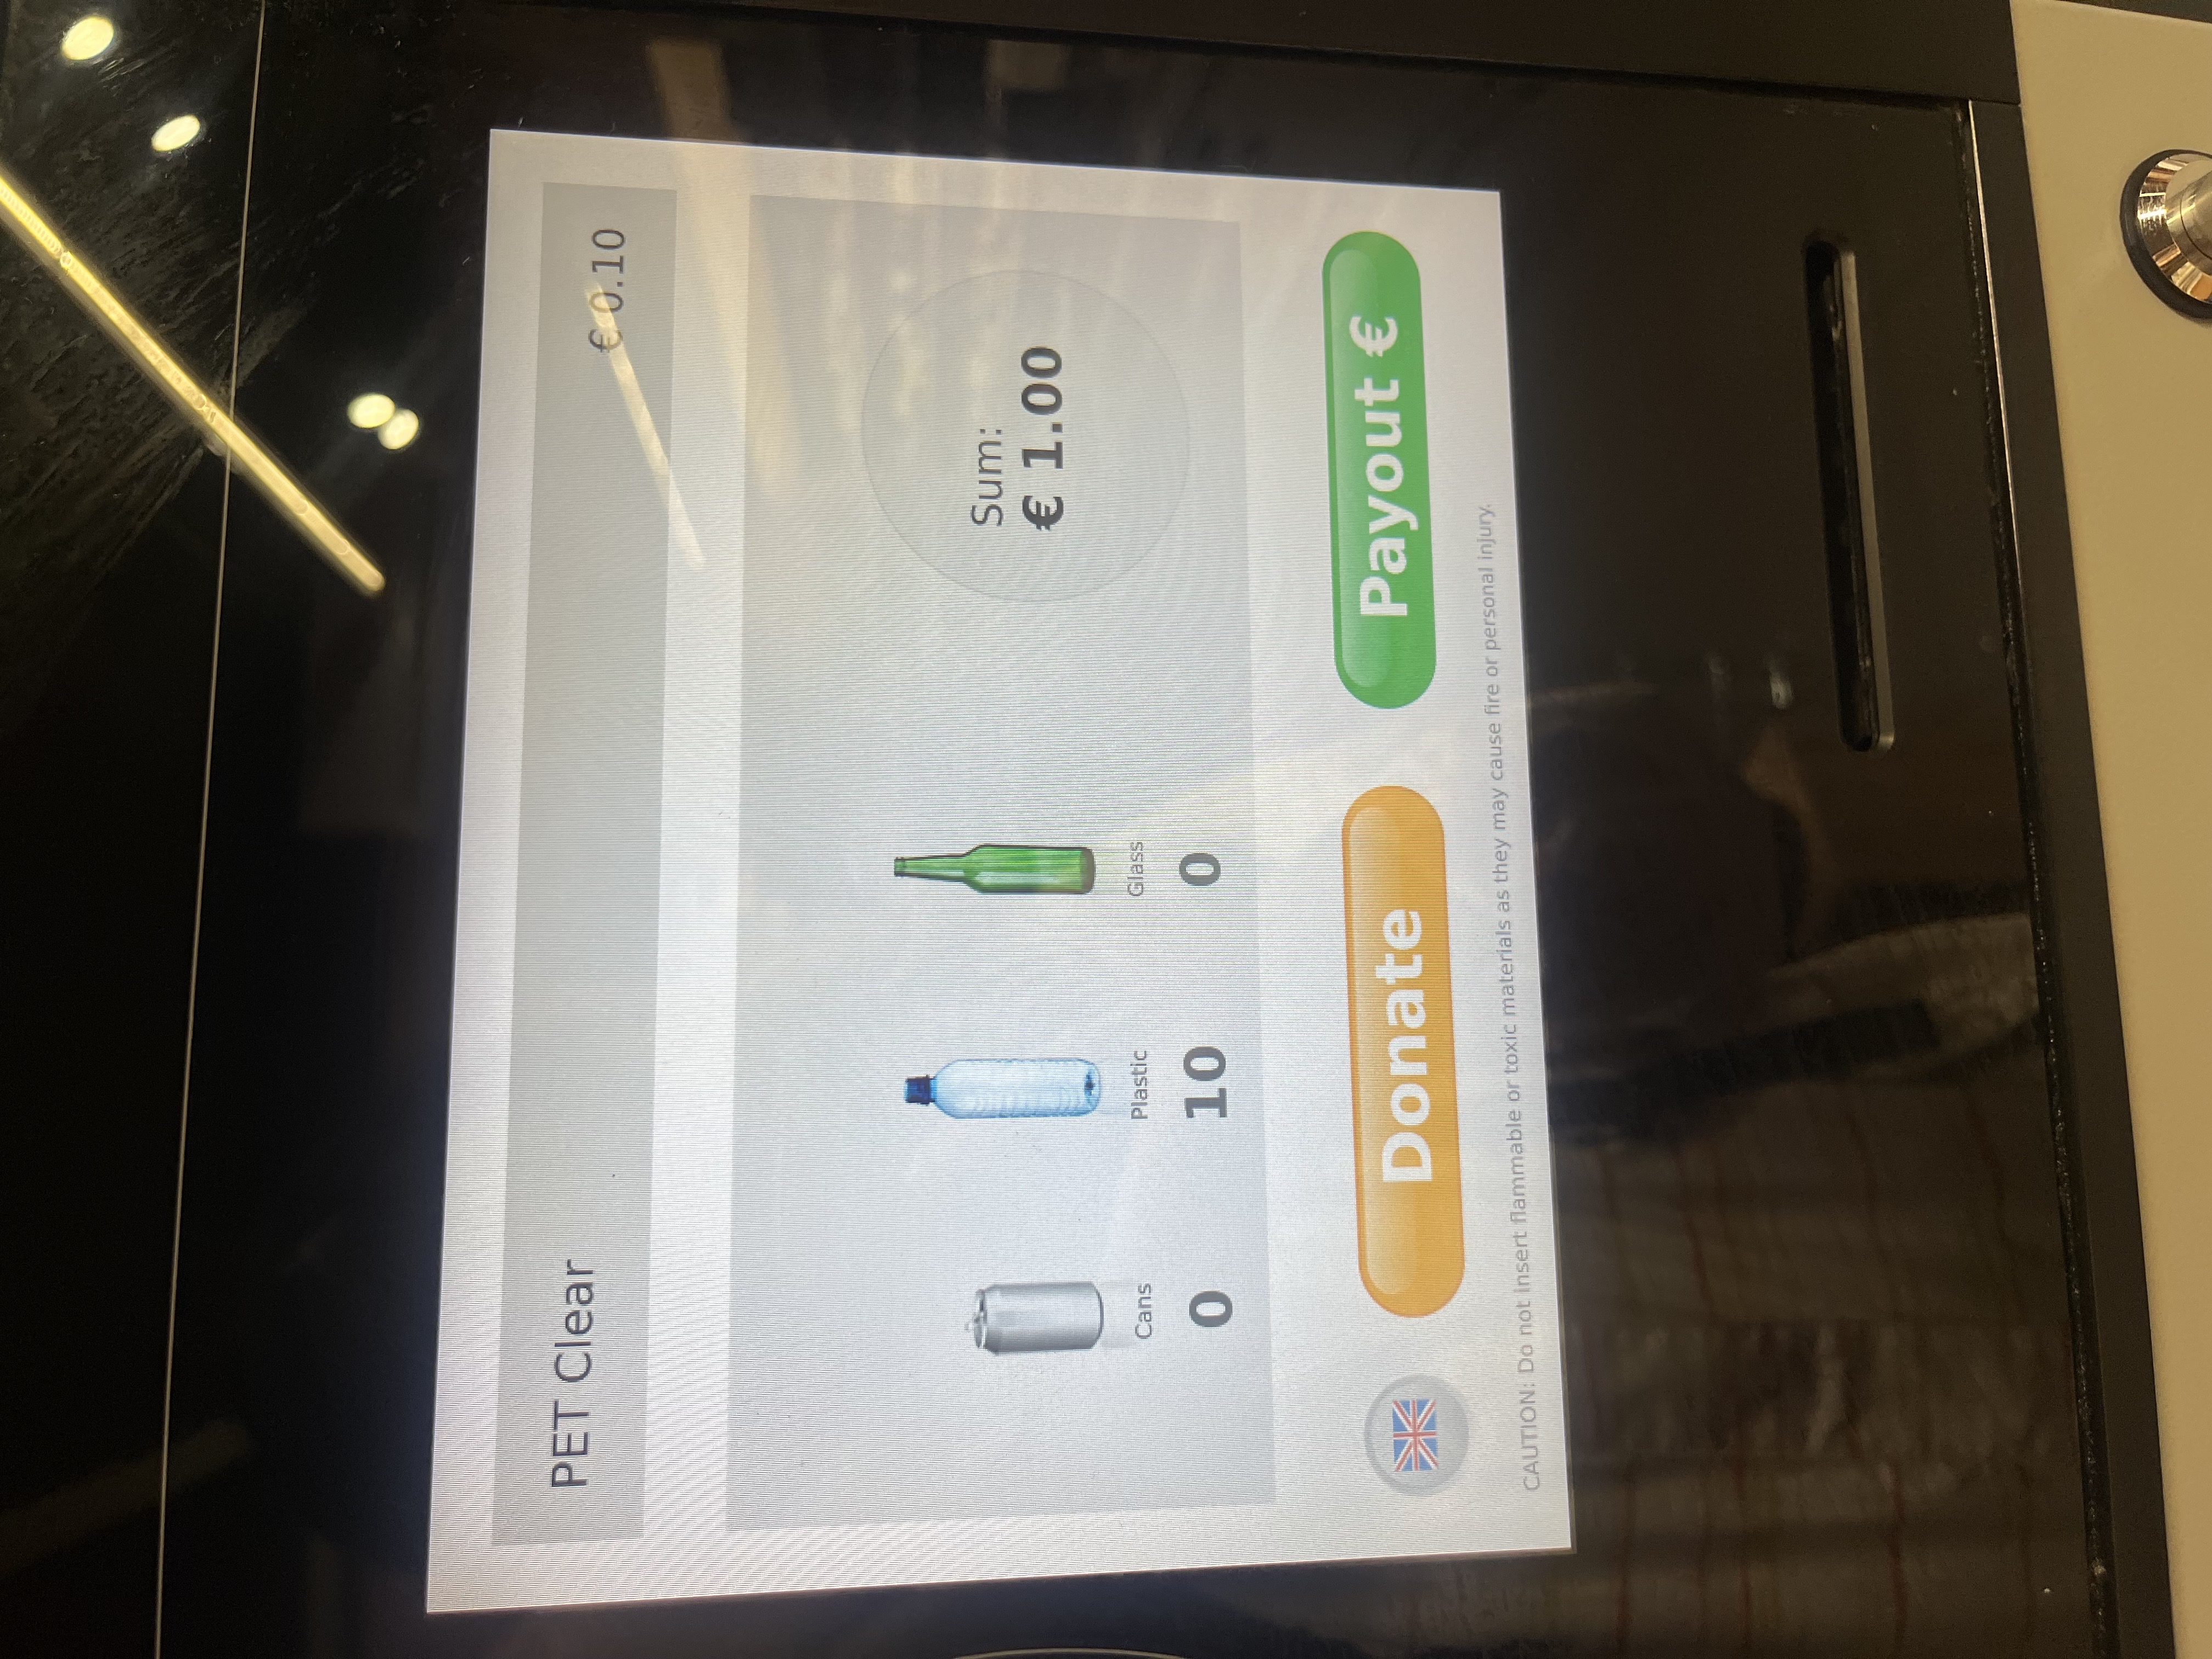 PET Clear
€ 0.10
Sum:
€ 1.00
Cans
Plastic
Glass
0
10
0
Donate
Payout €
CAUTION: Do not insert flammable or toxic materials as they may cause fire or personal injury.